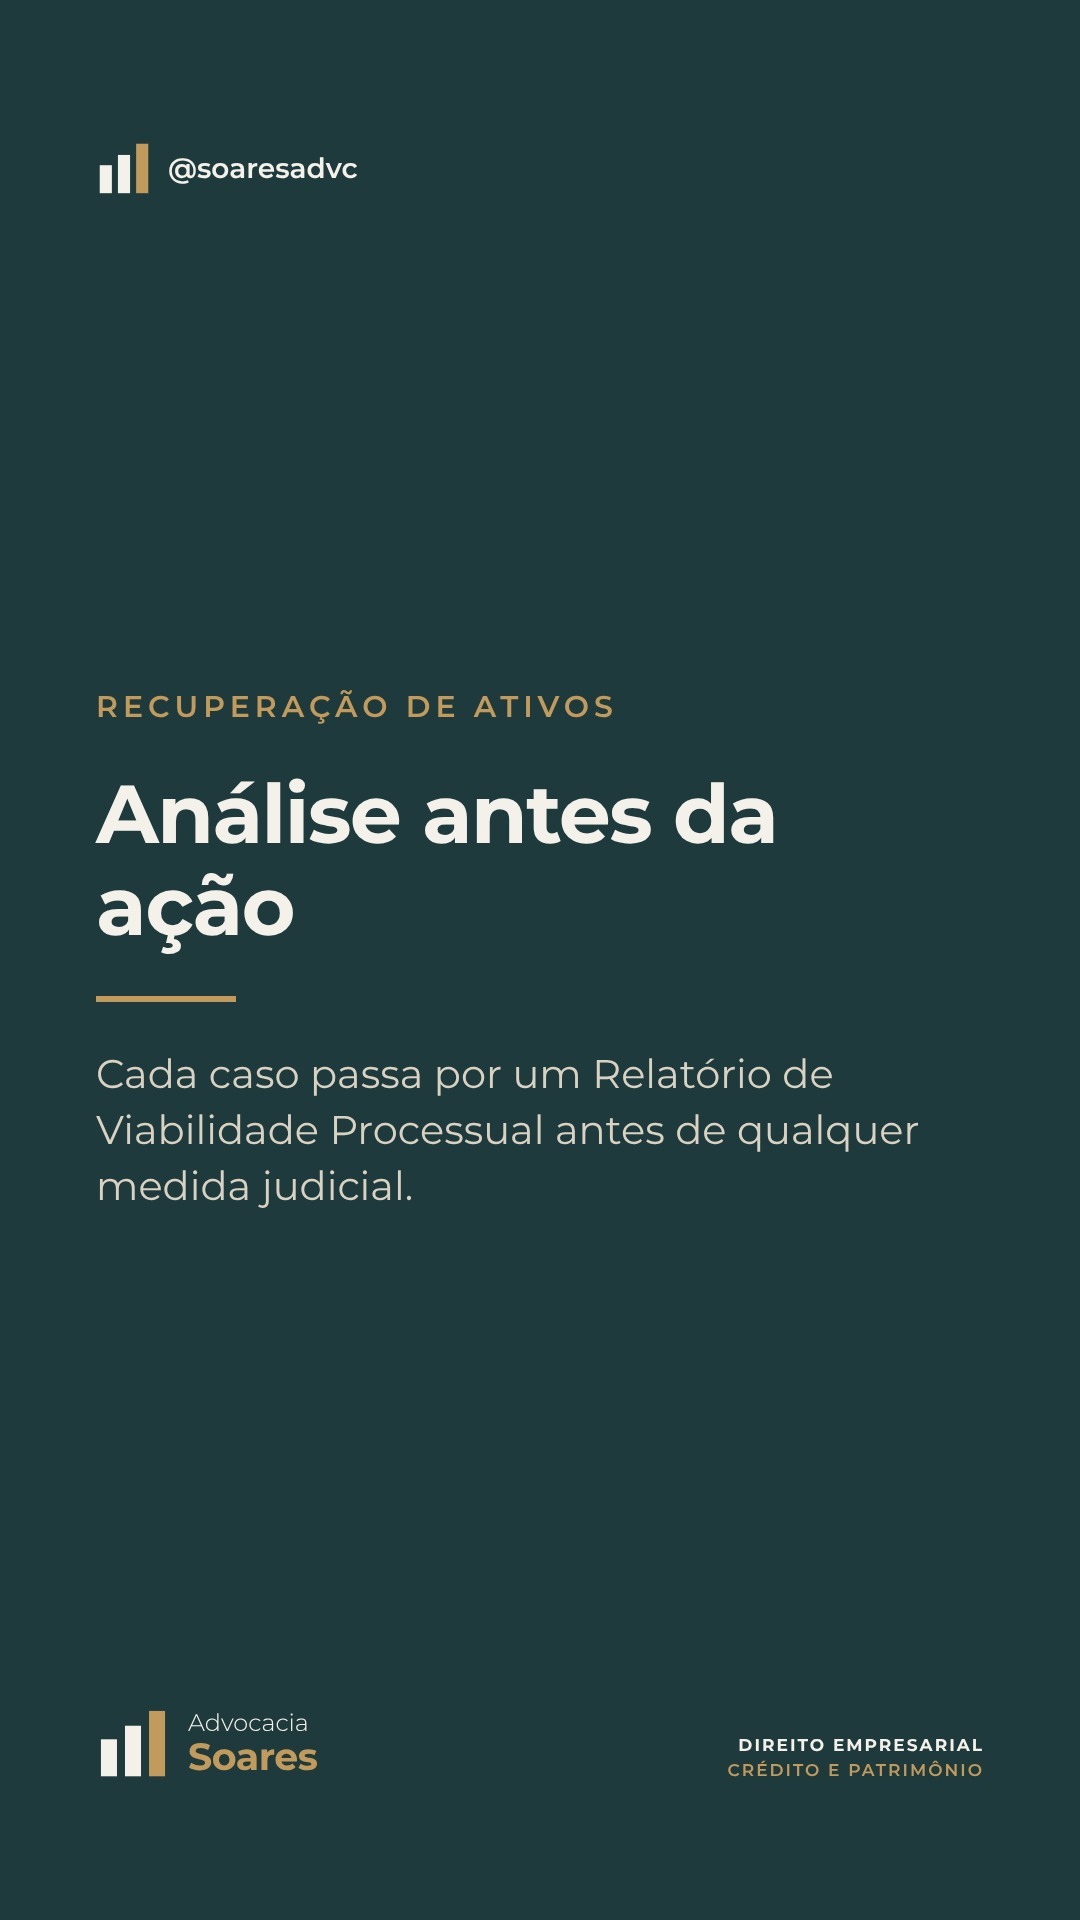 @soaresadvc
RECUPERAÇÃO DE ATIVOS
Análise antes da
ação
Cada caso passa por um Relatório de
Viabilidade Processual antes de qualquer
medida judicial.
Advocacia
Soares
DIREITO EMPRESARIAL
CRÉDITO E PATRIMÔNIO